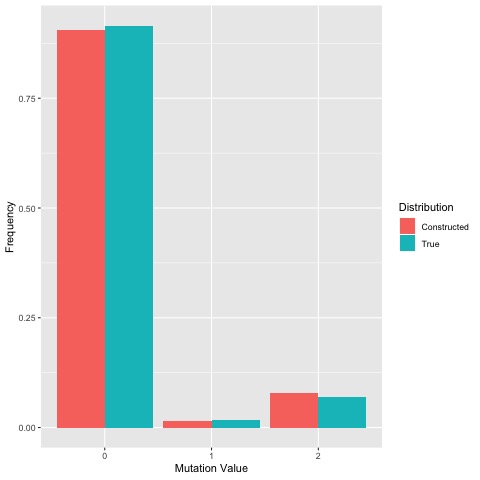 Frequency
0.75
0.50
0.25
0.00
0
1
2
Mutation Value
Distribution
Constructed
True